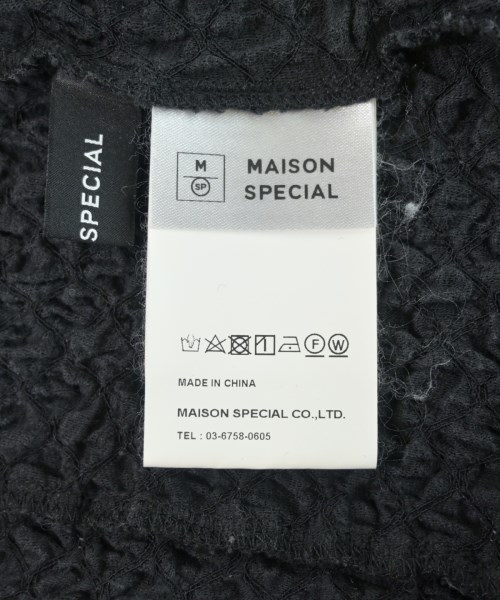 SPECIAL
M
SP
MAISON
SPECIAL
F W
MADE IN CHINA
MAISON SPECIAL CO.,LTD.
TEL : 03-6758-0605